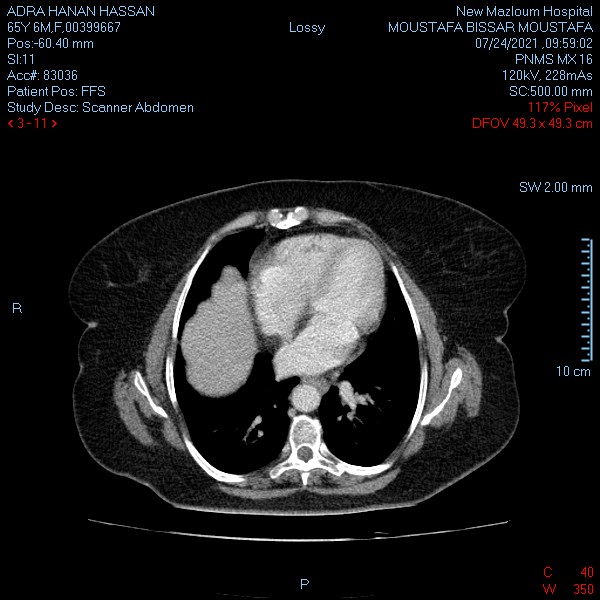 ADRA HANAN HASSAN
65Y 6M,F,00399667
Pos:-60.40 mm
SI:11
Acc#: 83036
Patient Pos: FFS
Study Desc: Scanner Abdomen
< 3 - 11 >
Lossy
New Mazloum Hospital
MOUSTAFA BISSAR MOUSTAFA
07/24/2021 ,09:59:02
PNMS MX 16
120kV, 228mAs
SC:500.00 mm
117% Pixel
DFOV 49.3 x 49.3 cm
SW 2.00 mm
R
10 cm
P
C 40
W 350